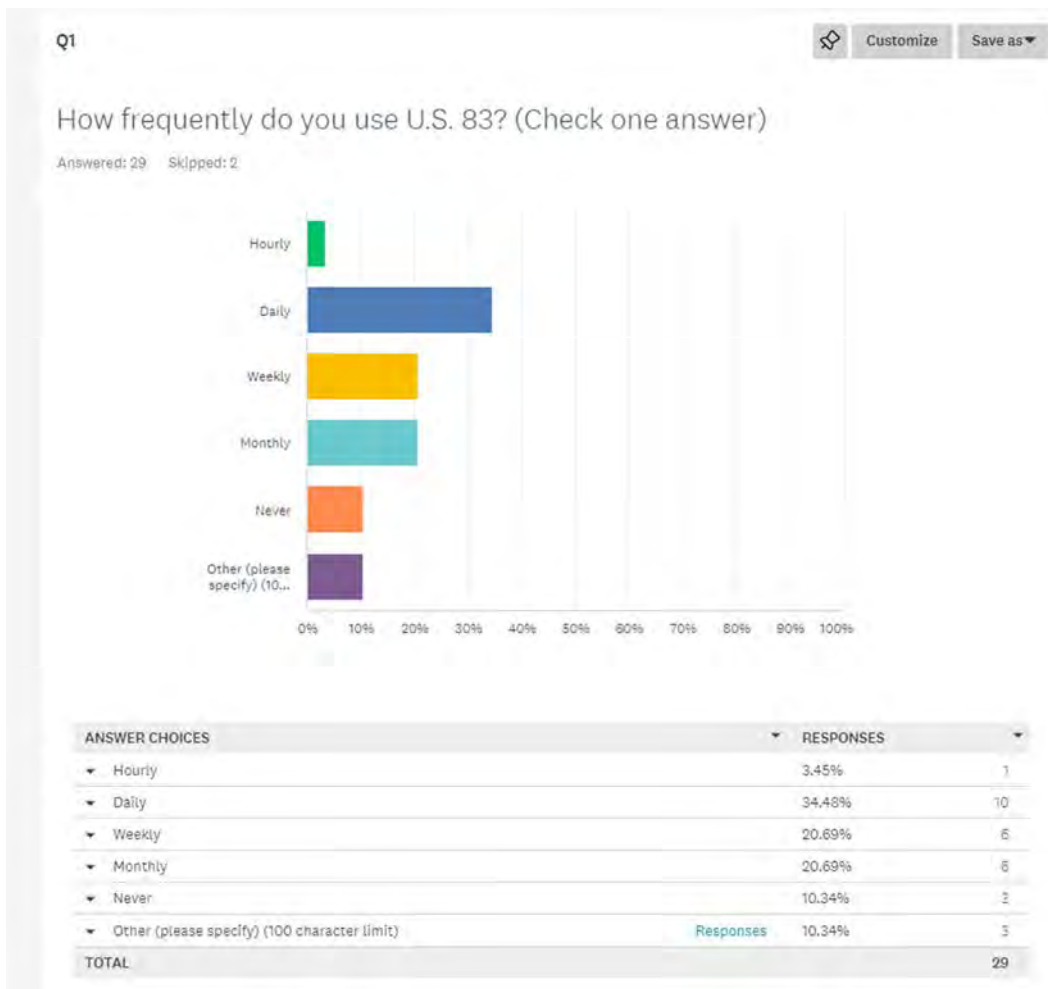 Q1
Customize
Save as
How frequently do you use U.S. 83? (Check one answer)
Answered: 29 Skipped: 2
Hourly
Daily
Weekly
Monthly
Never
Other (please
specify) (10...
0% 10% 20% 30% 40% 50% 60% 70% 80% 90% 100%
ANSWER CHOICES RESPONSES
Hourly 3.45% 1
Daily 34.48% 10
Weekly 20.69% 6
Monthly 20.69% 6
Never 10.34% 3
Other (please specify) (100 character limit) Responses 10.34% 3
TOTAL 29